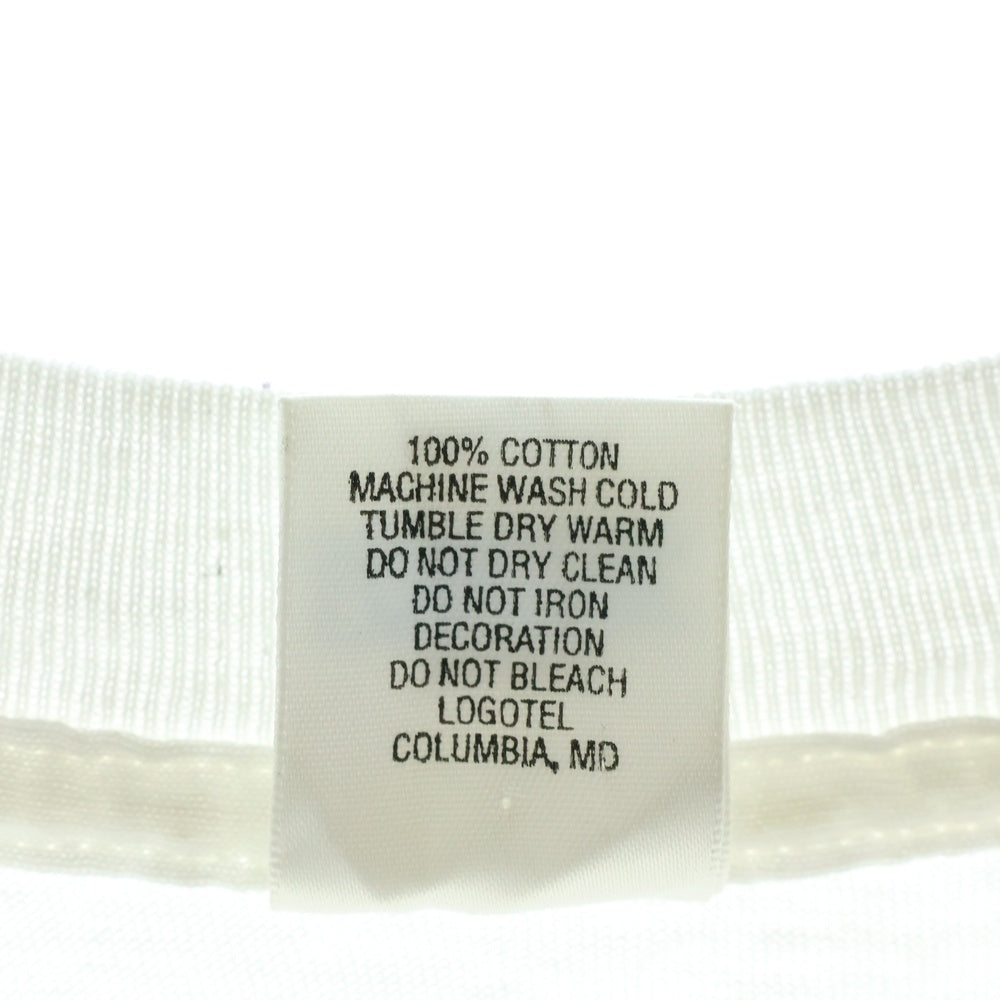 100% COTTON
MACHINE WASH COLD
TUMBLE DRY WARM
DO NOT DRY CLEAN
DO NOT IRON
DECORATION
DO NOT BLEACH
LOGOTEL
COLUMBIA, MD